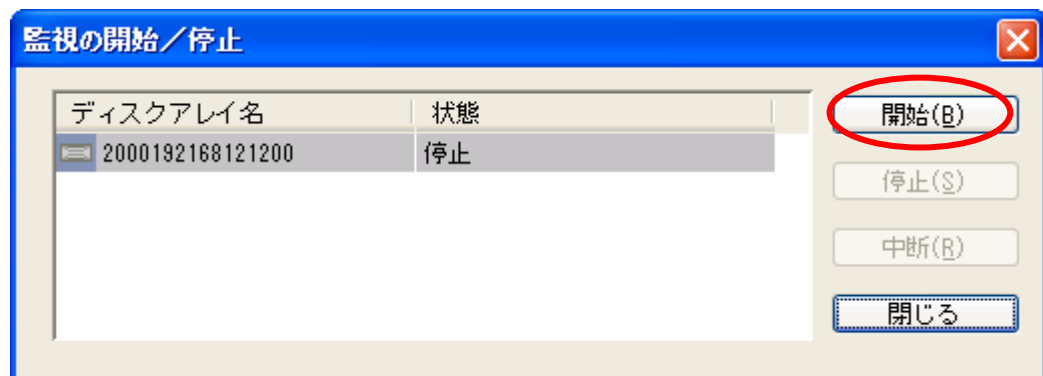 監視の開始／停止
ディスクアレイ名 状態
2000192168121200 停止
開始(B)
停止(S)
中断(R)
閉じる